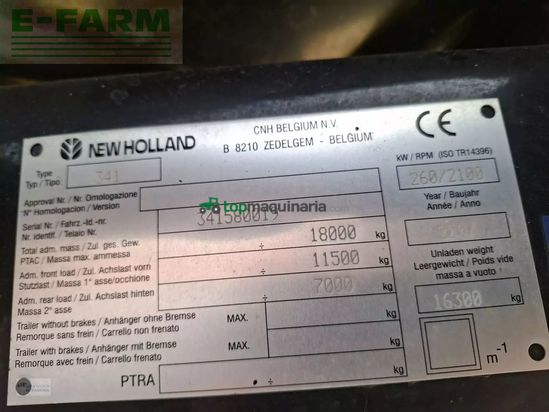 E-FARM
NEW HOLLAND
CNH BELGIUM N.V.
B 8210 ZEDELGEM - BELGIUM
CE
Type
Typ / Tipo
341
kW / RPM (ISO TR14396)
260/2100
Approval Nr / Nr. Omologazione
N° Homologacion / Version
Serial Nr / Fahrz.-Id.-nr.
Nr. Identif. / Telaio Nr.
341580019
topmaquinaria
Year / Baujahr
Année / Anno
Total adm. mass / Zul. ges. Gew.
PTAC / Massa max. ammessa
÷
18000 kg
Adm. front load / Zul. Achslast vorn
Stutzlast / Massa 1° asse/occhione
÷
11500 kg
Adm. rear load / Zul. Achslast hinten
Massa 2° asse
÷
7000 kg
Unladen weight
Leergewicht / Poids vide
massa a vuoto
16300 kg
Trailer without brakes / Anhänger ohne Bremse
Remorque sans frein / Carrello non frenato
MAX. kg
Trailer with brakes / Anhänger mit Bremse
Remorque avec frein / Carrello frenato
MAX. kg
PTRA ÷ kg
m-1